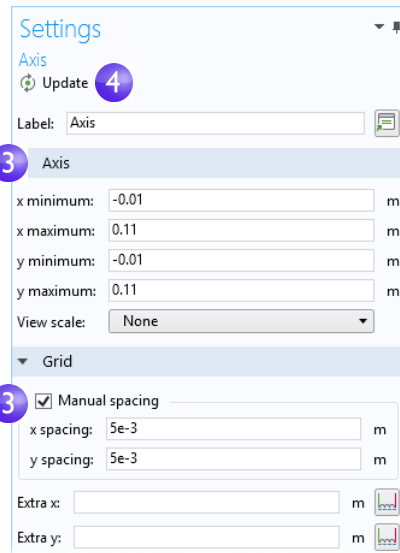 Settings
Axis
Update 4
Label: Axis
3 Axis
x minimum: -0.01 m
x maximum: 0.11 m
y minimum: -0.01 m
y maximum: 0.11 m
View scale: None
Grid
3 Manual spacing
x spacing: 5e-3 m
y spacing: 5e-3 m
Extra x: m
Extra y: m